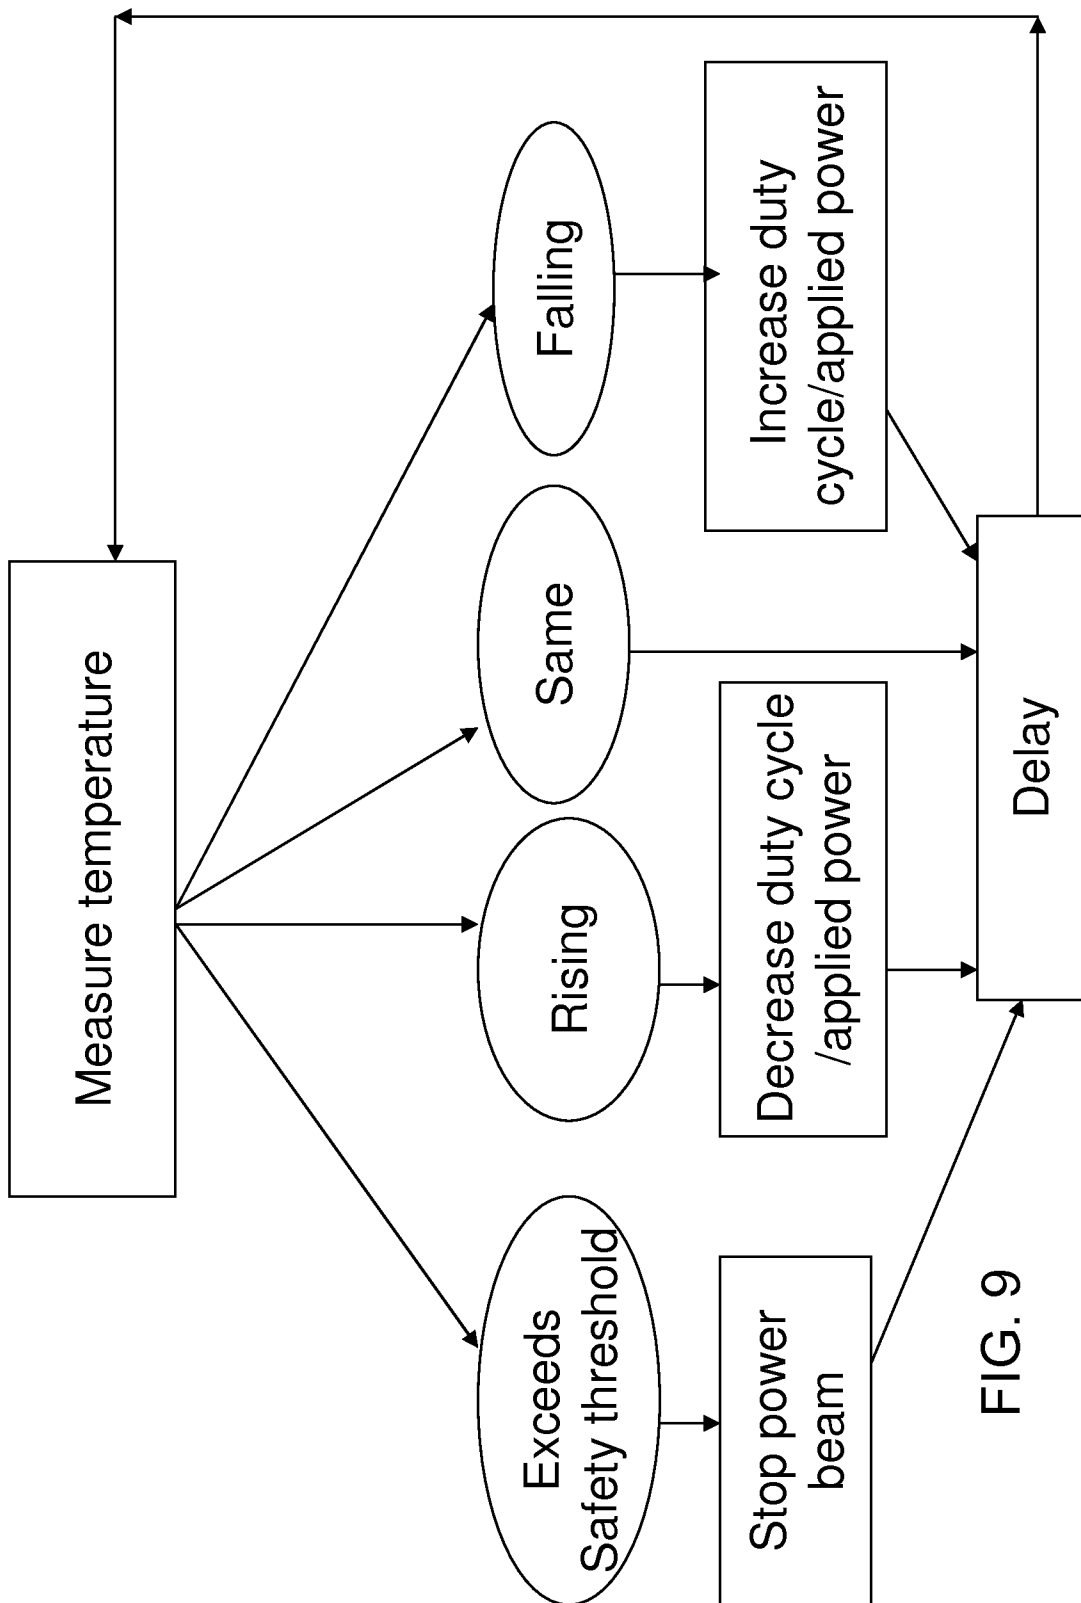 Measure temperature
Exceeds
Safety threshold
Rising
Same
Falling
Stop power
beam
Decrease duty cycle
/applied power
Increase duty
cycle/applied power
Delay
FIG. 9